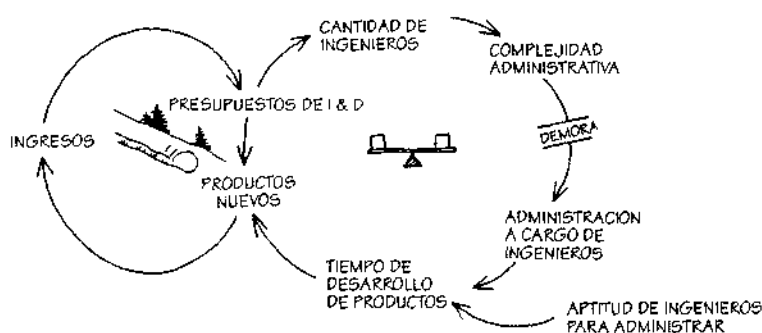 CANTIDAD DE
INGENIEROS
COMPLEJIDAD
ADMINISTRATIVA
PRESUPUESTOS DE I & D
INGRESOS
DEMORA
PRODUCTOS
NUEVOS
ADMINISTRACION
A CARGO DE
INGENIEROS
TIEMPO DE
DESARROLLO
DE PRODUCTOS
APTITUD DE INGENIEROS
PARA ADMINISTRAR